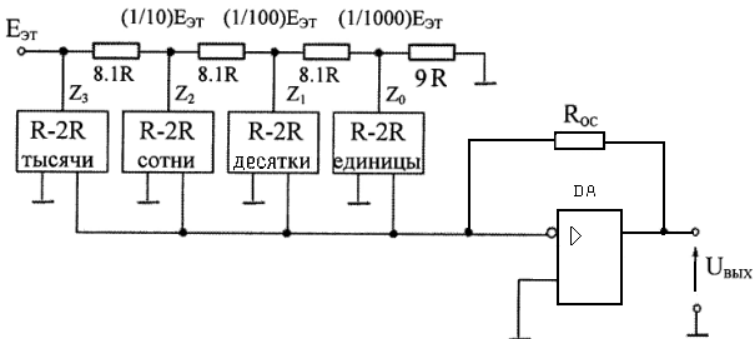 (1/10)Eэт (1/100)Eэт (1/1000)Eэт
Eэт
8.1R 8.1R 8.1R 9R
Z3 Z2 Z1 Z0
R-2R R-2R R-2R R-2R
тысячи сотни десятки единицы
Rос
DA
▷
Uвых